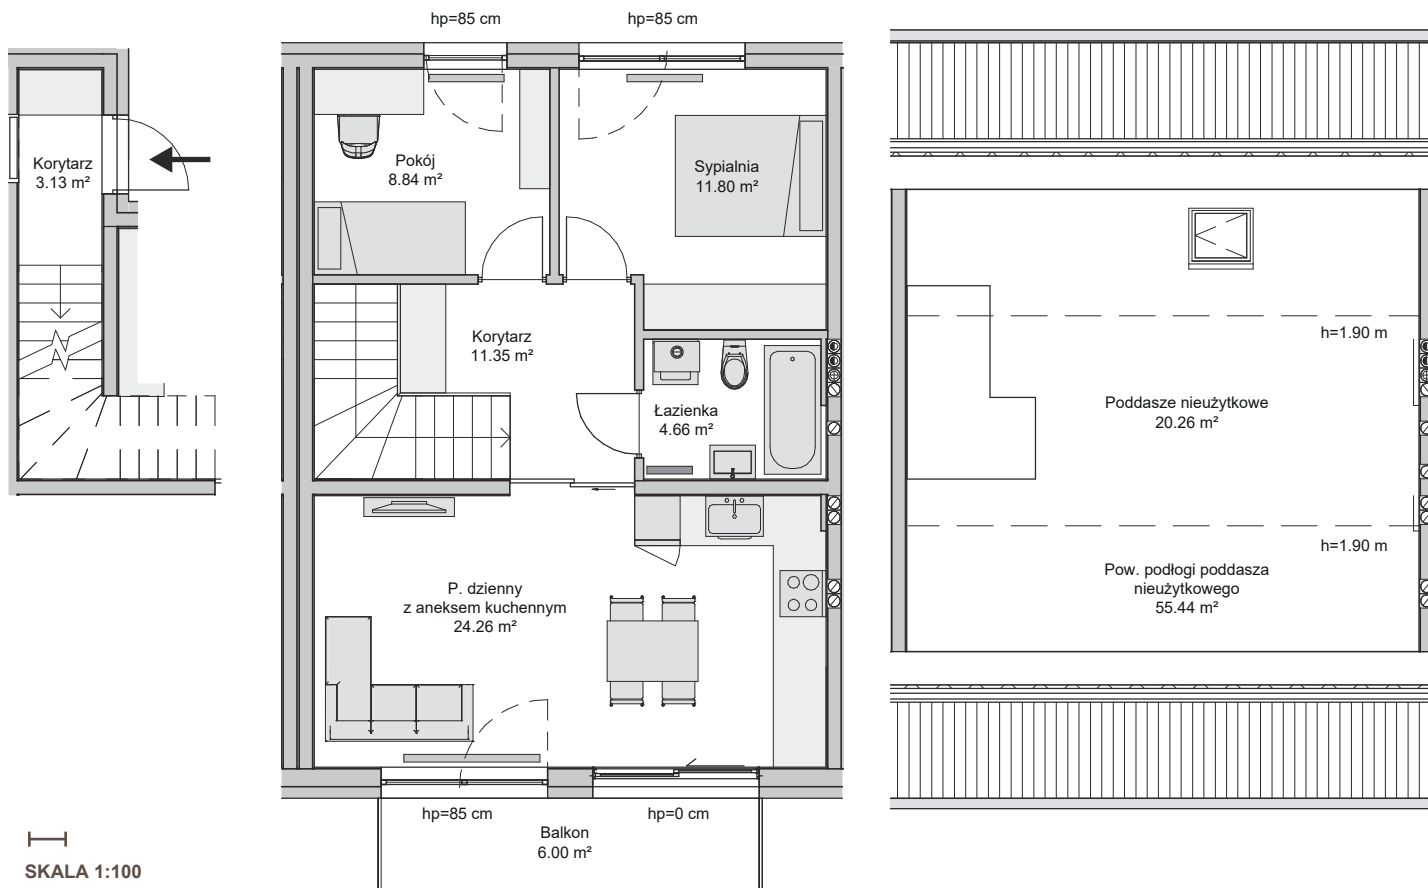 hp=85 cm
hp=85 cm
Korytarz
3.13 m²
Pokój
8.84 m²
Sypialnia
11.80 m²
Korytarz
11.35 m²
Łazienka
4.66 m²
h=1.90 m
Poddasze nieużytkowe
20.26 m²
h=1.90 m
Pow. podłogi poddasza
nieużytkowego
55.44 m²
P. dzienny
z aneksem kuchennym
24.26 m²
hp=85 cm
hp=0 cm
Balkon
6.00 m²
SKALA 1:100